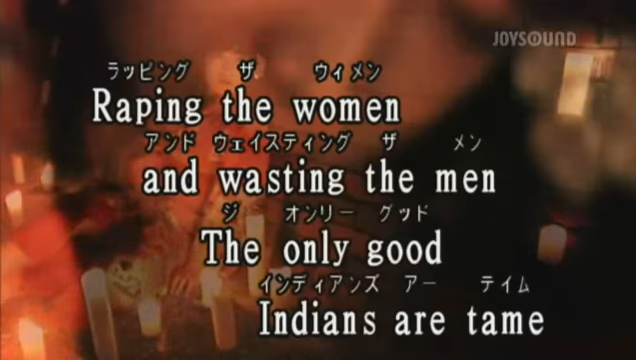 JOYSOUND
ラッピング ザ ウィメン
Raping the women
アンド ウェイスティング ザ メン
and wasting the men
ジ オンリー グッド
The only good
インディアンズ アー テイム
Indians are tame